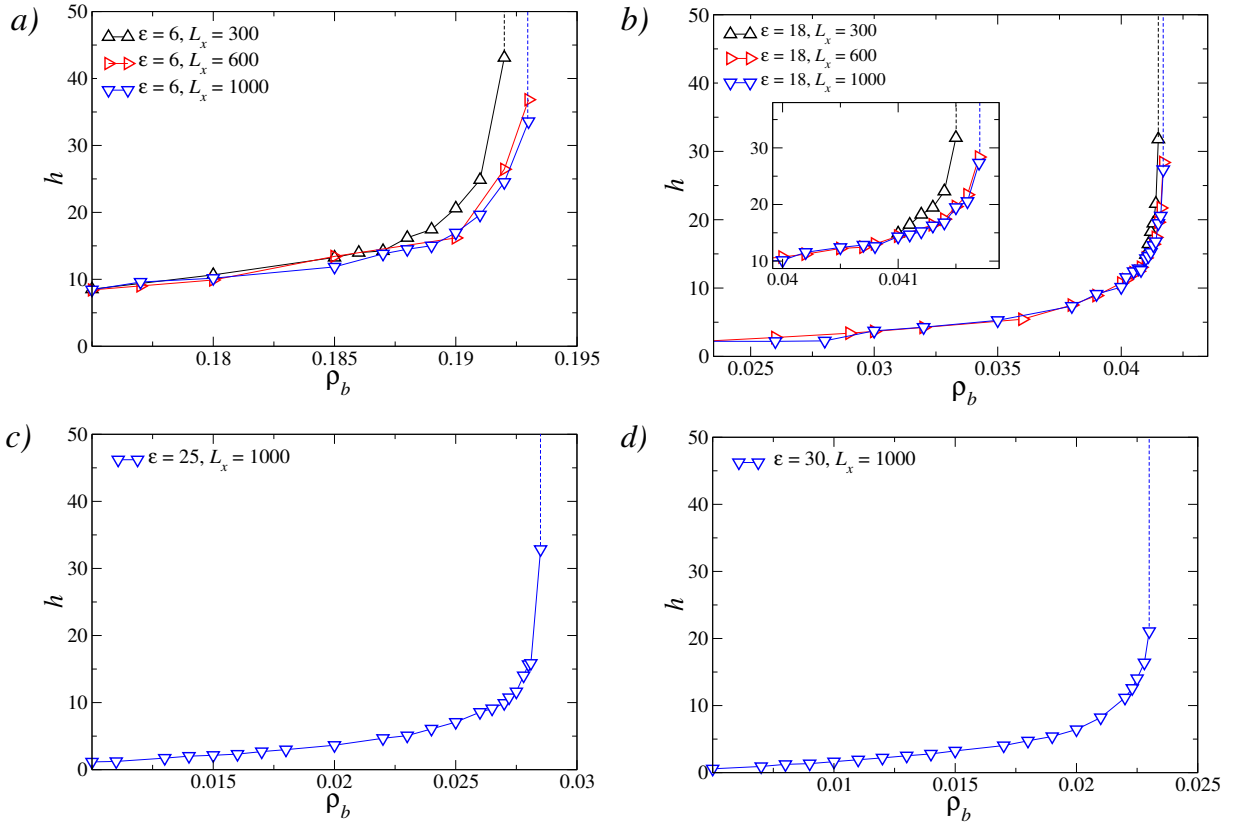 a)
ε = 6, L_x = 300
ε = 6, L_x = 600
ε = 6, L_x = 1000
h
50
40
30
20
10
0
0.18 0.185 0.19 0.195
ρ_b
b)
ε = 18, L_x = 300
ε = 18, L_x = 600
ε = 18, L_x = 1000
h
50
40
30
20
10
0
30
20
10
0.04 0.041
0.025 0.03 0.035 0.04
ρ_b
c)
ε = 25, L_x = 1000
h
50
40
30
20
10
0
0.015 0.02 0.025 0.03
ρ_b
d)
ε = 30, L_x = 1000
h
50
40
30
20
10
0
0.01 0.015 0.02 0.025
ρ_b